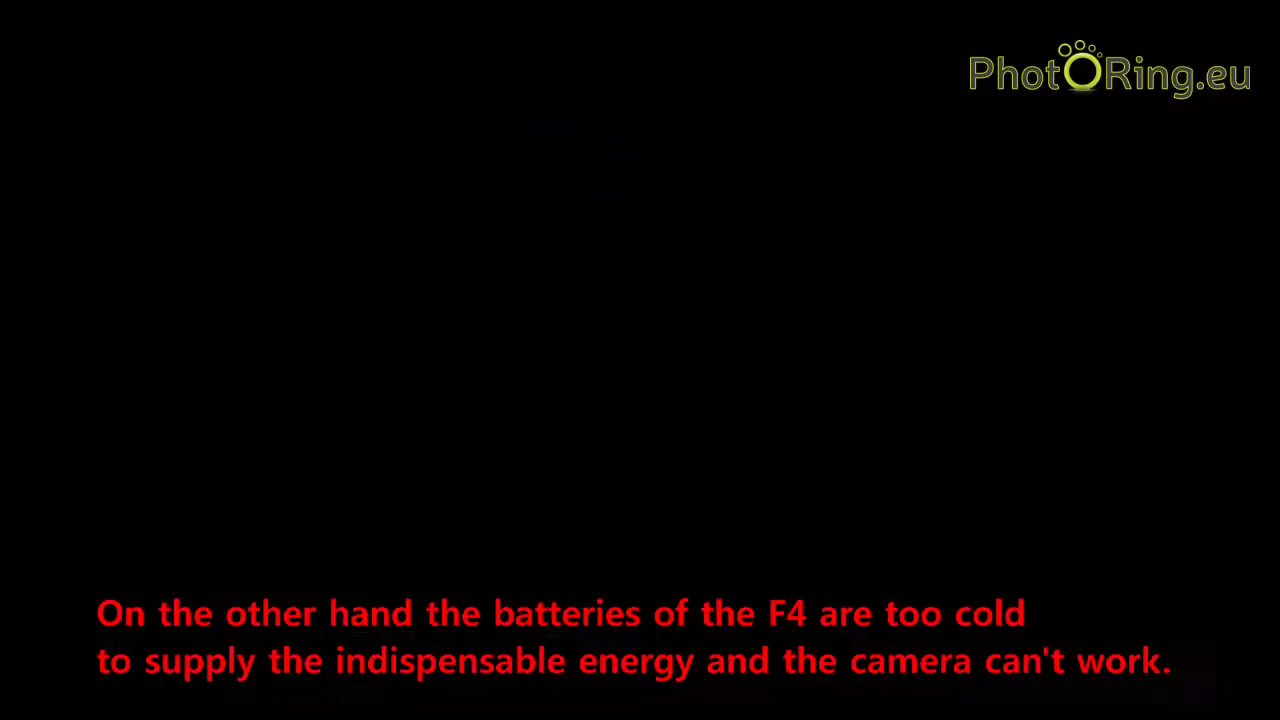 PhotORing.eu
On the other hand the batteries of the F4 are too cold
to supply the indispensable energy and the camera can't work.